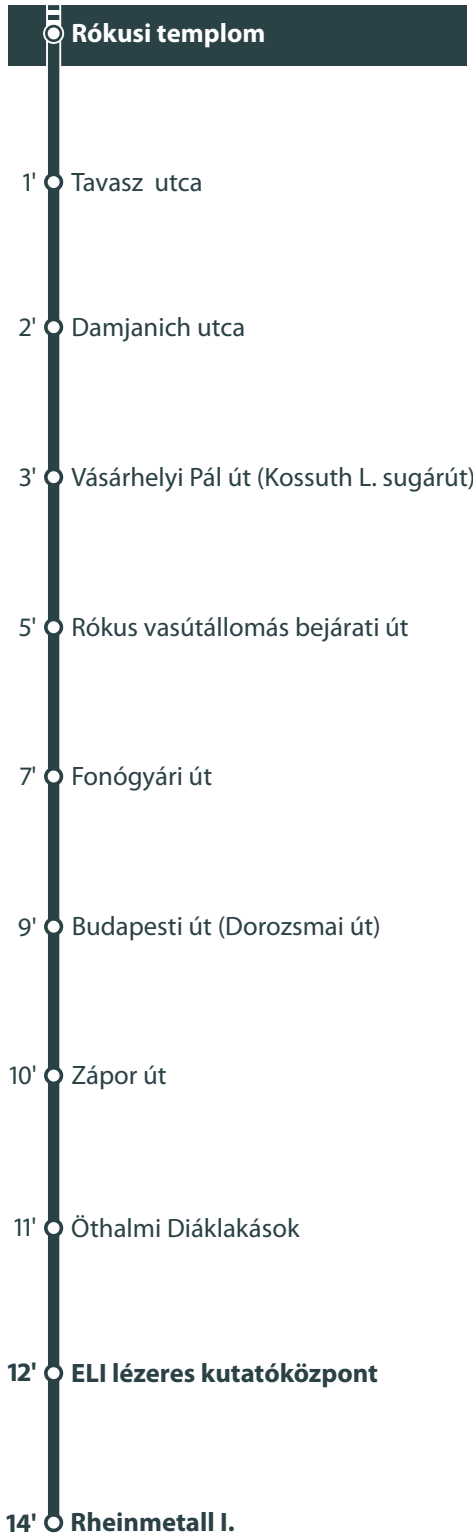 Rókusi templom
1' Tavasz utca
2' Damjanich utca
3' Vásárhelyi Pál út (Kossuth L. sugárút)
5' Rókus vasútállomás bejárati út
7' Fonógyári út
9' Budapesti út (Dorozsmai út)
10' Zápor út
11' Öthalmi Diáklakások
12' ELI lézeres kutatóközpont
14' Rheinmetall I.